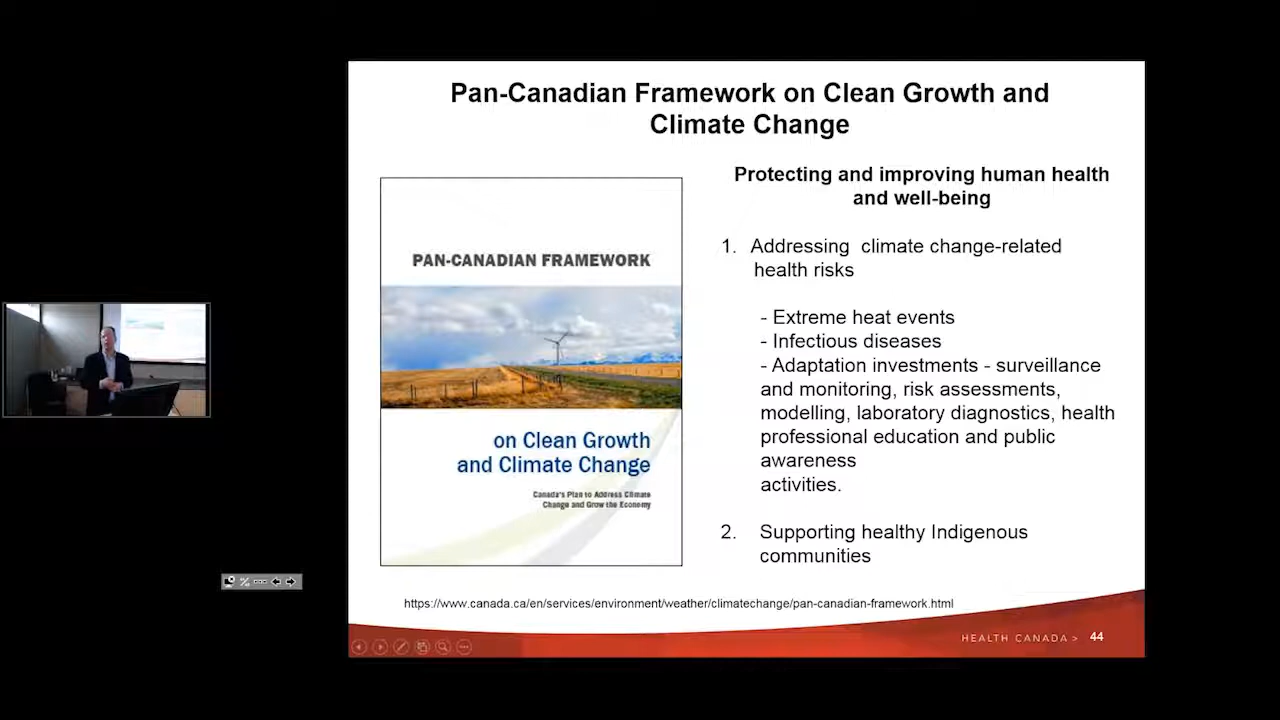 Pan-Canadian Framework on Clean Growth and
Climate Change
PAN-CANADIAN FRAMEWORK
on Clean Growth
and Climate Change
Canada's Plan to Address Climate
Change and Grow the Economy
Protecting and improving human health
and well-being
1. Addressing climate change-related
health risks
- Extreme heat events
- Infectious diseases
- Adaptation investments - surveillance
and monitoring, risk assessments,
modelling, laboratory diagnostics, health
professional education and public
awareness
activities.
2. Supporting healthy Indigenous
communities
https://www.canada.ca/en/services/environment/weather/climatechange/pan-canadian-framework.html
HEALTH CANADA > 44